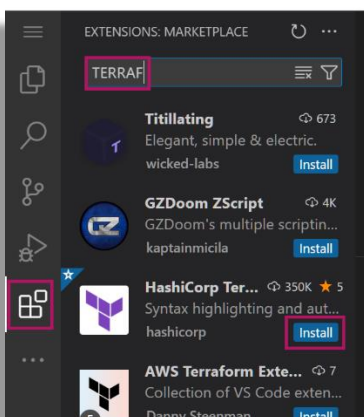 EXTENSIONS: MARKETPLACE
TERRAF
Titillating 673
Elegant, simple & electric.
wicked-labs Install
GZDoom ZScript 4K
GZDoom's multiple scriptin...
kaptainmicila Install
HashiCorp Ter... 350K 5
Syntax highlighting and aut...
hashicorp Install
AWS Terraform Exte... 7
Collection of VS Code exten...
Danny Steenman Install